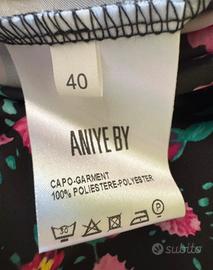 40
ANIYE BY
CAPO-GARMENT
100% POLIESTERE-POLYESTER
30
subito